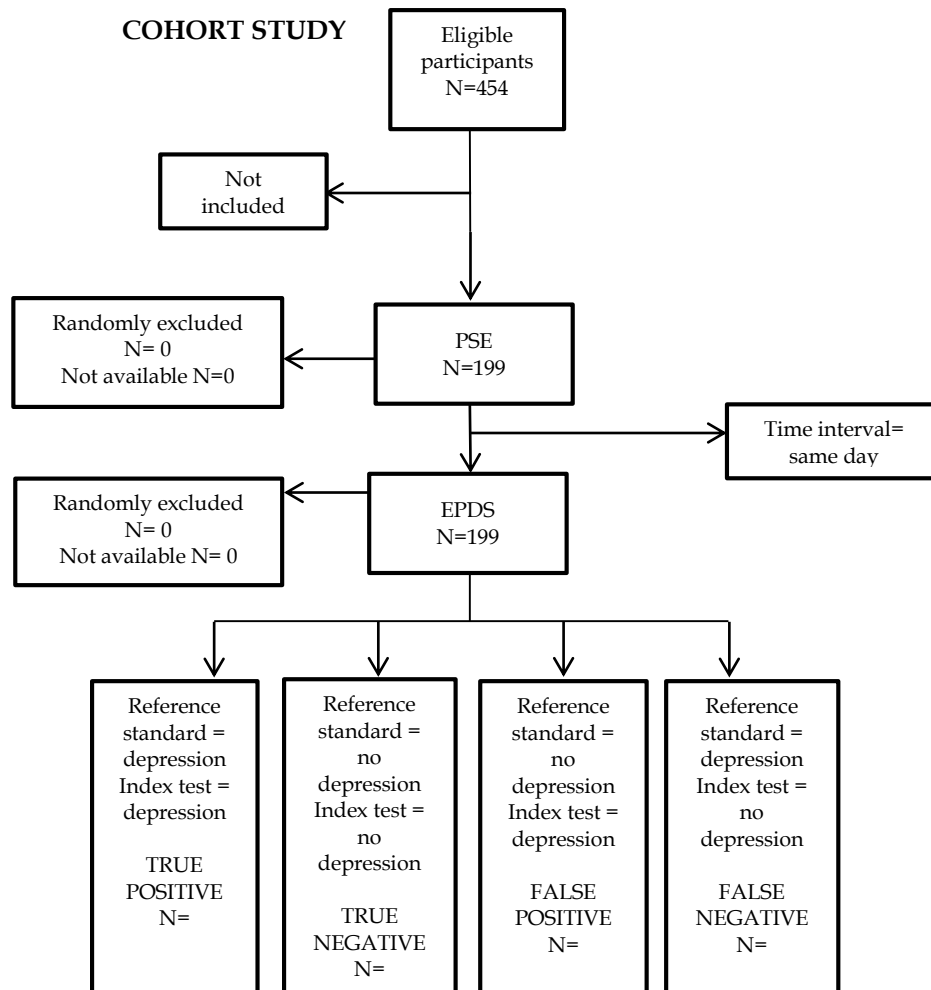 COHORT STUDY
Eligible
participants
N=454
Not
included
Randomly excluded
N= 0
Not available N=0
PSE
N=199
Time interval=
same day
Randomly excluded
N= 0
Not available N= 0
EPDS
N=199
Reference
standard =
depression
Index test =
depression
TRUE
POSITIVE
N=
Reference
standard =
no
depression
Index test =
no
depression
TRUE
NEGATIVE
N=
Reference
standard =
no
depression
Index test =
depression
FALSE
POSITIVE
N=
Reference
standard =
depression
Index test =
no
depression
FALSE
NEGATIVE
N=